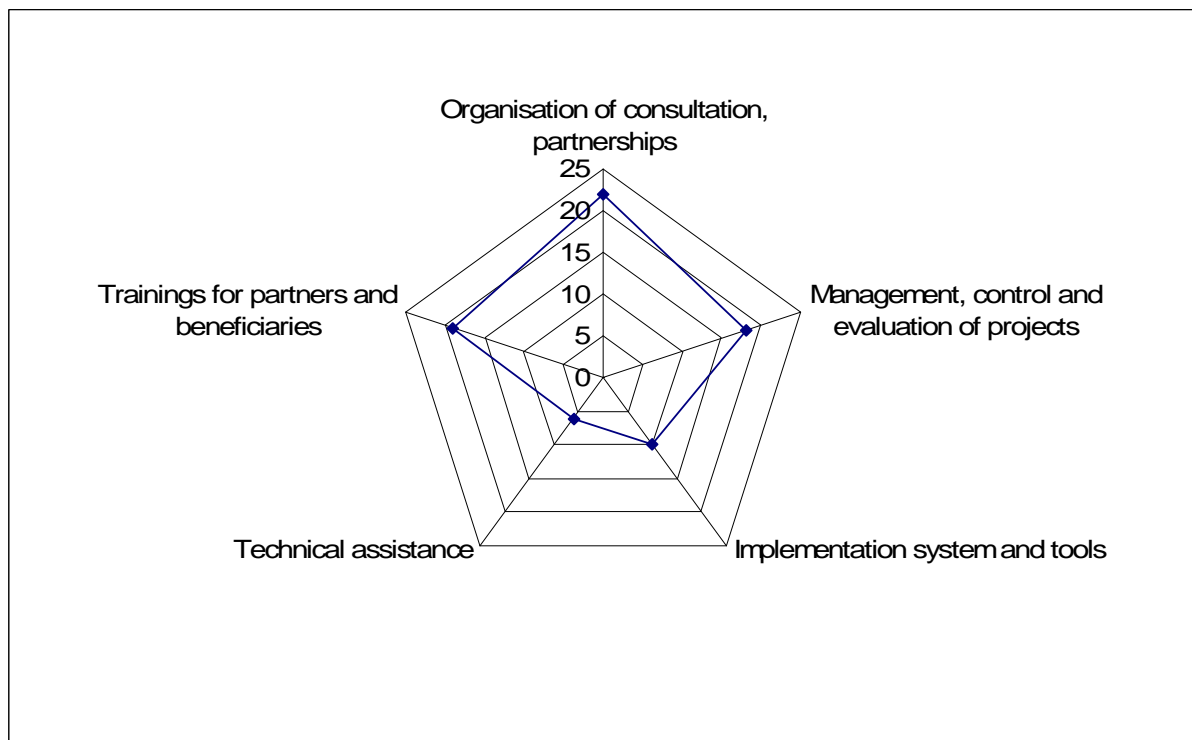 Organisation of consultation,
partnerships
25
20
15
10
5
0
Trainings for partners and
beneficiaries
Management, control and
evaluation of projects
Technical assistance
Implementation system and tools